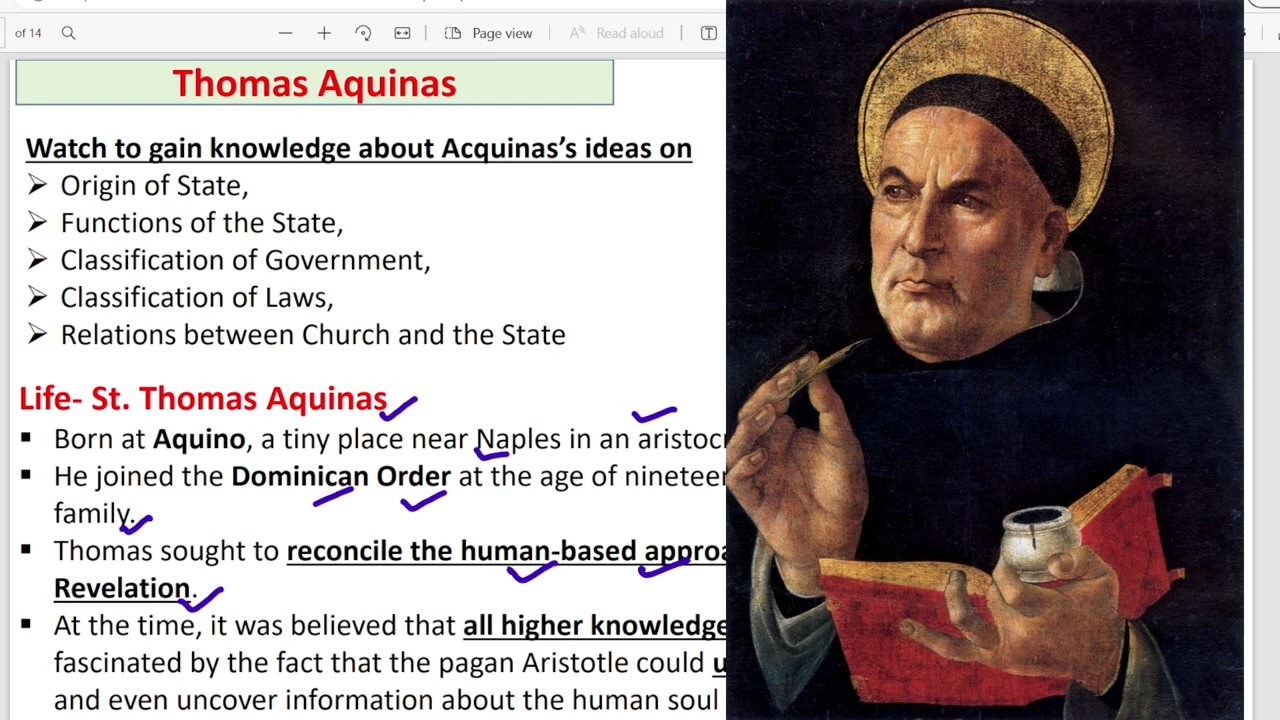 of 14
Page view
Read aloud
Thomas Aquinas
Watch to gain knowledge about Acquinas's ideas on
➢ Origin of State,
➢ Functions of the State,
➢ Classification of Government,
➢ Classification of Laws,
➢ Relations between Church and the State
Life- St. Thomas Aquinas
▪ Born at Aquino, a tiny place near Naples in an aristoc
▪ He joined the Dominican Order at the age of nineteen
family.
▪ Thomas sought to reconcile the human-based approa
Revelation.
▪ At the time, it was believed that all higher knowledge
fascinated by the fact that the pagan Aristotle could u
and even uncover information about the human soul